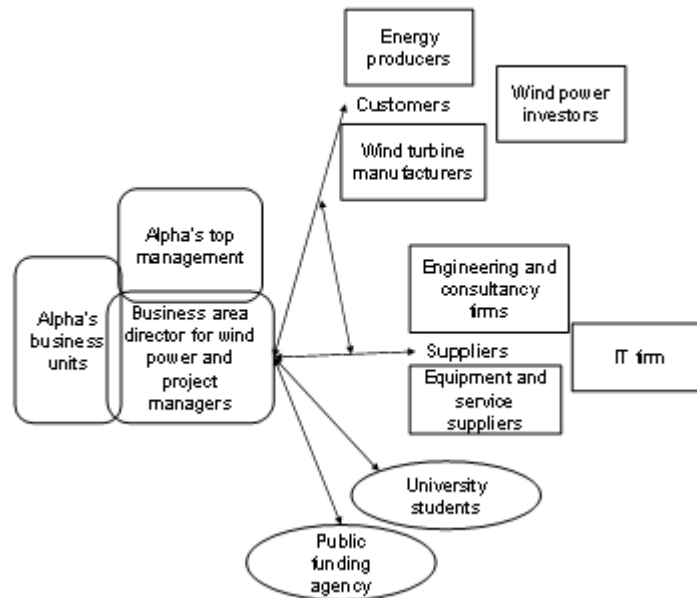 Energy
producers
Customers
Wind power
investors
Wind turbine
manufacturers
Alpha's top
management
Alpha's
business
units
Business area
director for wind
power and
project
managers
Engineering and
consultancy
firms
Suppliers
IT firm
Equipment and
service
suppliers
University
students
Public
funding
agency